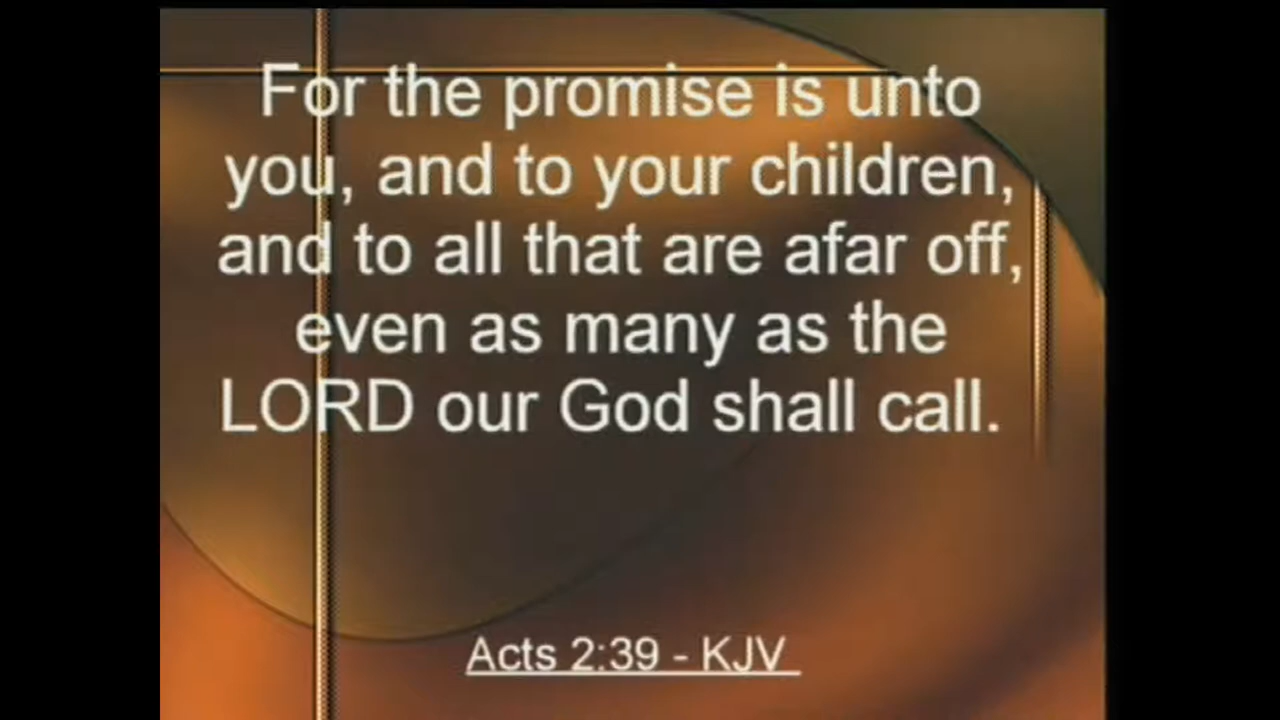 For the promise is unto
you, and to your children,
and to all that are afar off,
even as many as the
LORD our God shall call.
Acts 2:39 - KJV